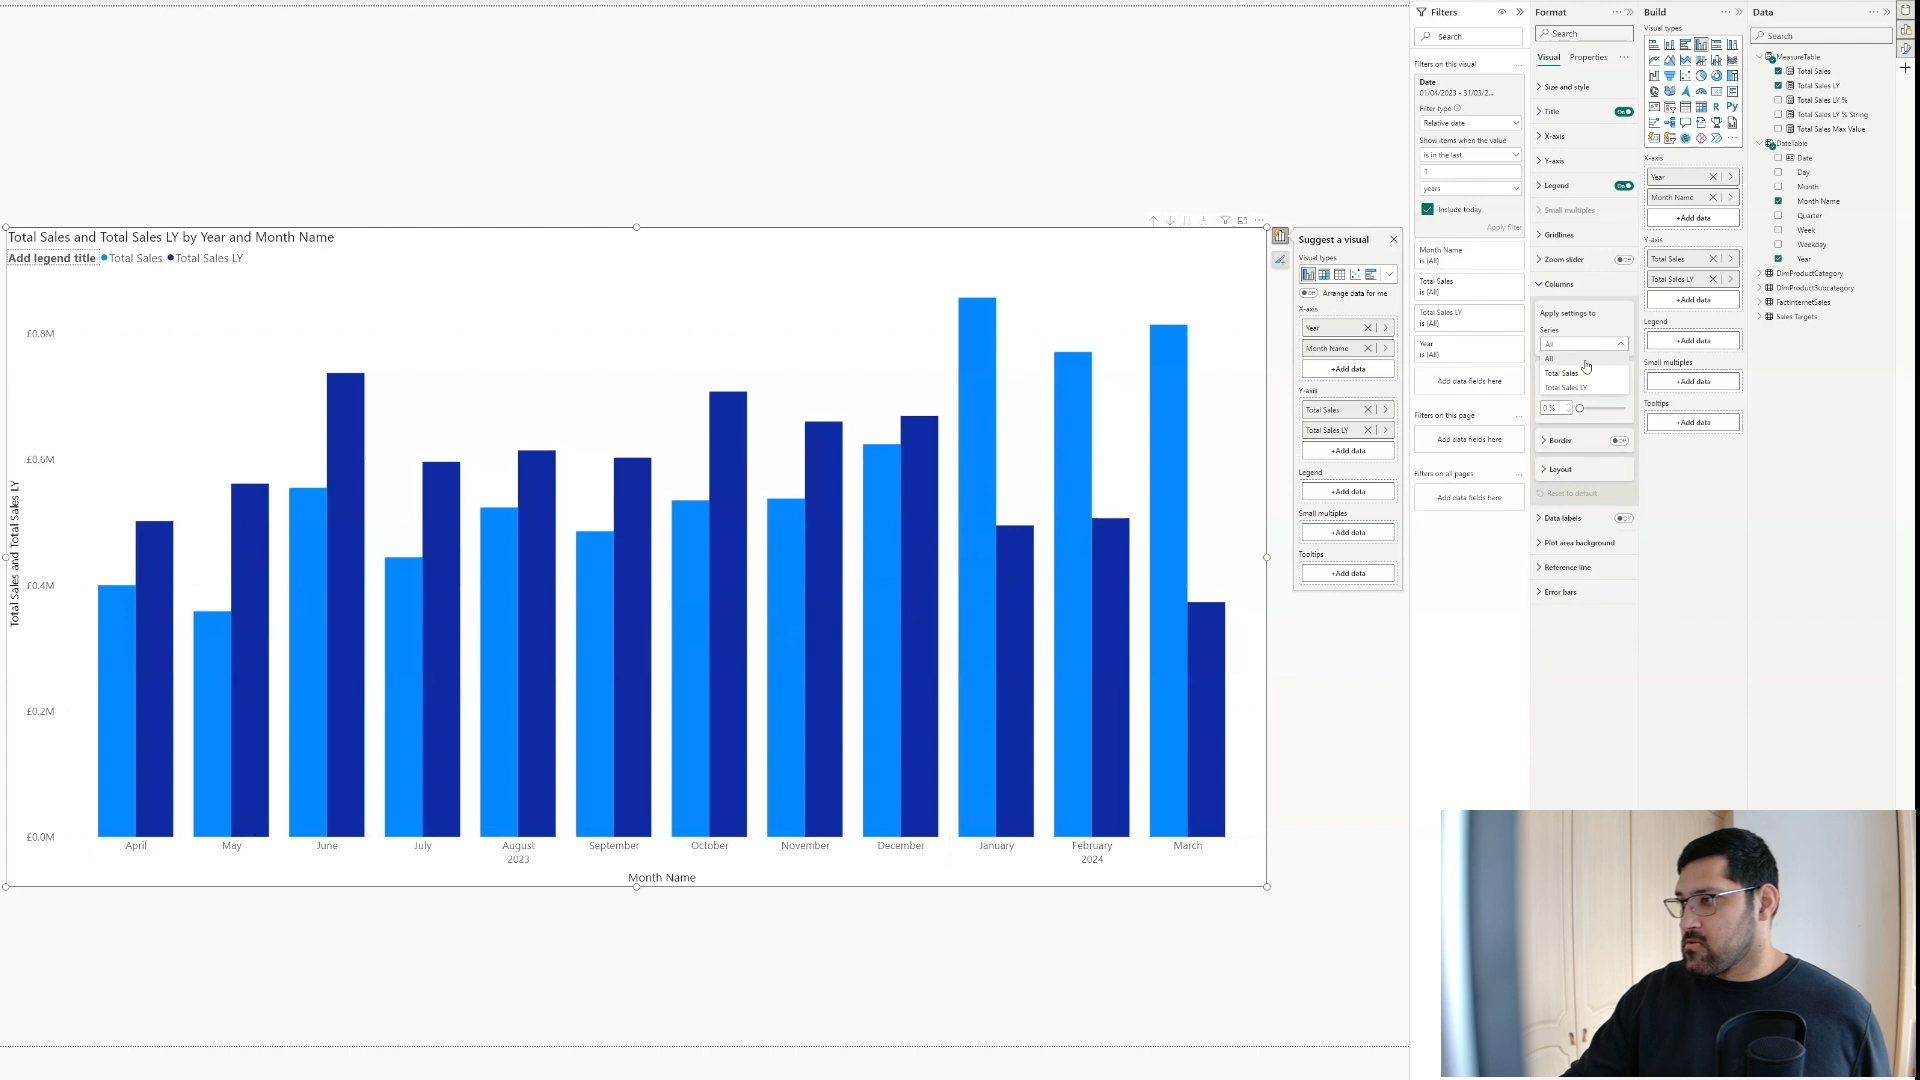 Total Sales and Total Sales LY by Year and Month Name
Add legend title Total Sales Total Sales LY
Total Sales and Total Sales LY
£0.8M
£0.6M
£0.4M
£0.2M
£0.0M
April May June July August September October November December January February March
2023 2024
Month Name
Suggest a visual
Visual types
Off Arrange data for me
X-axis
Year
Month Name
+Add data
Y-axis
Total Sales
Total Sales LY
+Add data
Legend
+Add data
Small multiples
+Add data
Tooltips
+Add data
Filters
Search
Filters on this visual ...
Date
01/04/2023 - 31/03/2...
Filter type
Relative date
Show items when the value
is in the last
1
years
Include today
Apply filter
Month Name
is (All)
Total Sales
is (All)
Total Sales LY
is (All)
Year
is (All)
Add data fields here
Filters on this page ...
Add data fields here
Filters on all pages ...
Add data fields here
Format
Search
Visual Properties ...
Size and style
Title On
X-axis
Y-axis
Legend On
Small multiples
Gridlines
Zoom slider Off
Columns
Apply settings to
Series
All
All
Total Sales
Total Sales LY
0 %
Border Off
Layout
Reset to default
Data labels Off
Plot area background
Reference line
Error bars
Build
Visual types
R Py
X-axis
Year
Month Name
+Add data
Y-axis
Total Sales
Total Sales LY
+Add data
Legend
+Add data
Small multiples
+Add data
Tooltips
+Add data
Data
Search
MeasureTable
Total Sales
Total Sales LY
Total Sales LY %
Total Sales LY % String
Total Sales Max Value
DateTable
Date
Day
Month
Month Name
Quarter
Week
Weekday
Year
DimProductCategory
DimProductSubcategory
FactInternetSales
Sales Targets